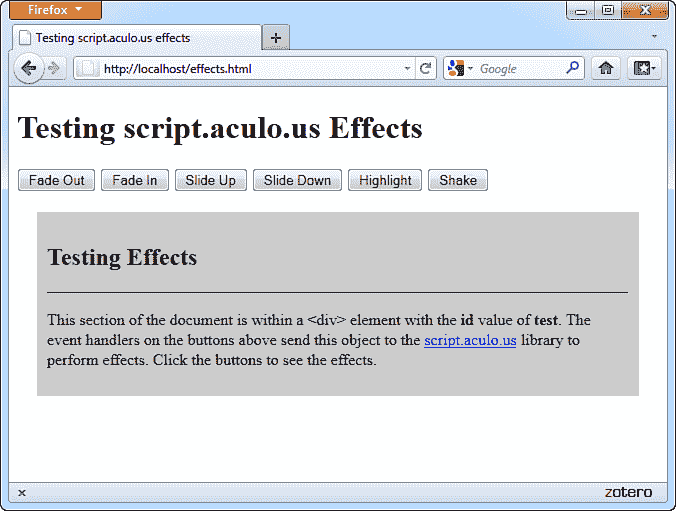 Firefox
Testing script.aculo.us effects
http://localhost/effects.html
Google
Testing script.aculo.us Effects
Fade Out Fade In Slide Up Slide Down Highlight Shake
Testing Effects
This section of the document is within a <div> element with the id value of test. The
event handlers on the buttons above send this object to the script.aculo.us library to
perform effects. Click the buttons to see the effects.
x zotero